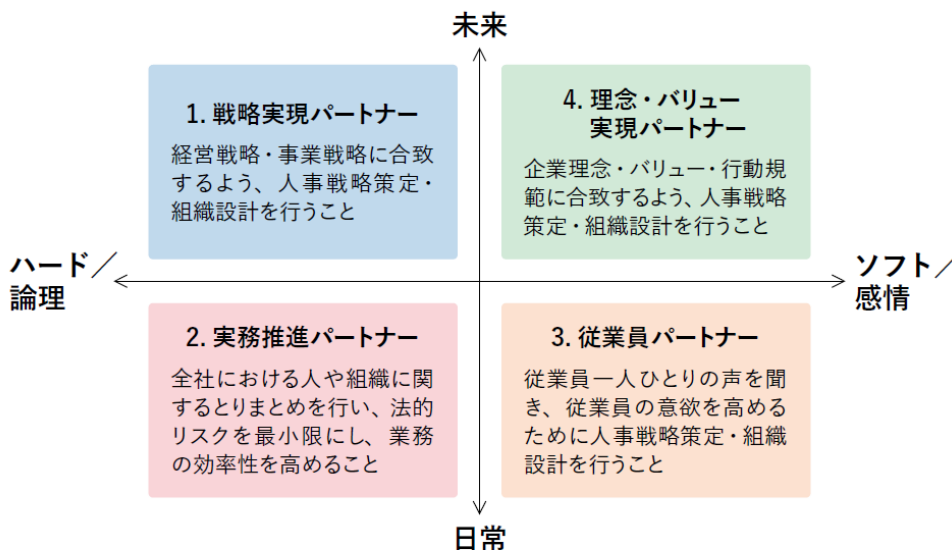 未来
1. 戦略実現パートナー
経営戦略・事業戦略に合致
するよう、人事戦略策定・
組織設計を行うこと
4. 理念・バリュー
実現パートナー
企業理念・バリュー・行動規
範に合致するよう、人事戦略
策定・組織設計を行うこと
ハード／
論理
ソフト／
感情
2. 実務推進パートナー
全社における人や組織に関
するとりまとめを行い、法的
リスクを最小限にし、業務
の効率性を高めること
3. 従業員パートナー
従業員一人ひとりの声を聞
き、従業員の意欲を高める
ために人事戦略策定・組織
設計を行うこと
日常